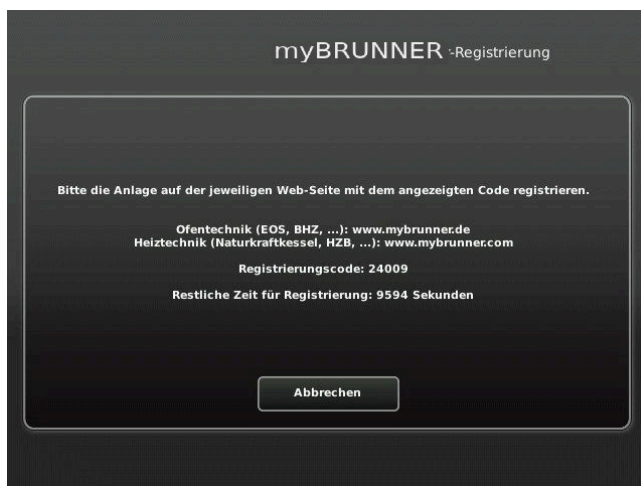 myBRUNNER -Registrierung
Bitte die Anlage auf der jeweiligen Web-Seite mit dem angezeigten Code registrieren.
Ofentechnik (EOS, BHZ, ...): www.mybrunner.de
Heiztechnik (Naturkraftkessel, HZB, ...): www.mybrunner.com
Registrierungscode: 24009
Restliche Zeit für Registrierung: 9594 Sekunden
Abbrechen